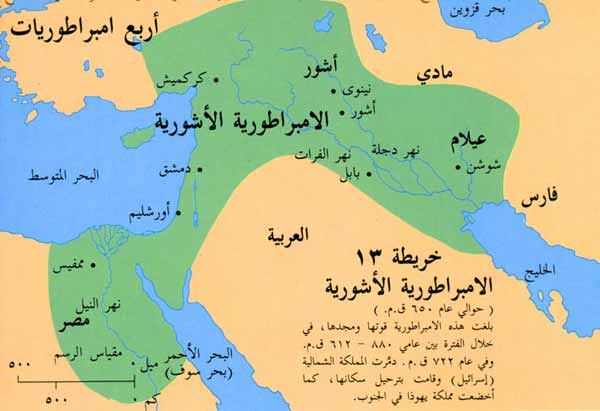 أربع امبراطوريات
بحر قزوين
أشور
مادي
كركميش
نينوى
أشور
الامبراطورية الأشورية
عيلام
شوشن
نهر دجلة
نهر الفرات
بابل
دمشق
البحر المتوسط
أورشليم
فارس
العربية
الخليج
ممفيس
نهر النيل
مصر
البحر الأحمر
(بحر سوف)
مقياس الرسم
ميل
٥٠٠
كم
٥٠٠
خريطة ١٣
الامبراطورية الأشورية
( حوالي عام ٦٥٠ ق.م. )
بلغت هذه الامبراطورية قوتها ومجدها، في
خلال الفترة بين عامي ٨٨٠ – ٦١٢ ق.م.
وفي عام ٧٢٢ ق.م. دمُرت المملكة الشمالية
(إسرائيل) وقامت بترحيل سكانها، كما
أخضعت مملكة يهوذا في الجنوب.